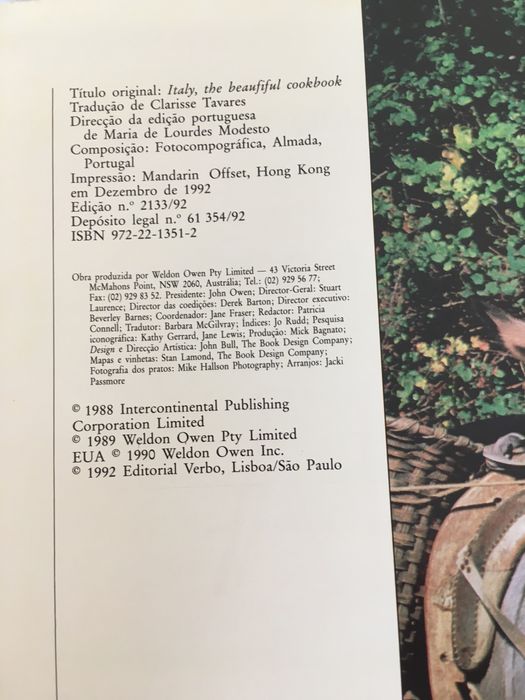 Título original: Italy, the beaufiful cookbook
Tradução de Clarisse Tavares
Direcção da edição portuguesa
de Maria de Lourdes Modesto
Composição: Fotocompográfica, Almada,
Portugal
Impressão: Mandarin Offset, Hong Kong
em Dezembro de 1992
Edição n.º 2133/92
Depósito legal n.º 61 354/92
ISBN 972-22-1351-2
Obra produzida por Weldon Owen Pty Limited — 43 Victoria Street
McMahons Point, NSW 2060, Austrália; Tel.: (02) 929 56 77;
Fax: (02) 929 83 52. Presidente: John Owen; Director-Geral: Stuart
Laurence; Director das coedições: Derek Barton; Director executivo:
Beverley Barnes; Coordenador: Jane Fraser; Redactor: Patricia
Connell; Tradutor: Barbara McGilvray; Índices: Jo Rudd; Pesquisa
iconográfica: Kathy Gerrard, Jane Lewis; Produção: Mick Bagnato;
Design e Direcção Artística: John Bull, The Book Design Company;
Mapas e vinhetas: Stan Lamond, The Book Design Company;
Fotografia dos pratos: Mike Hallson Photography; Arranjos: Jacki
Passmore
© 1988 Intercontinental Publishing
Corporation Limited
© 1989 Weldon Owen Pty Limited
EUA © 1990 Weldon Owen Inc.
© 1992 Editorial Verbo, Lisboa/São Paulo